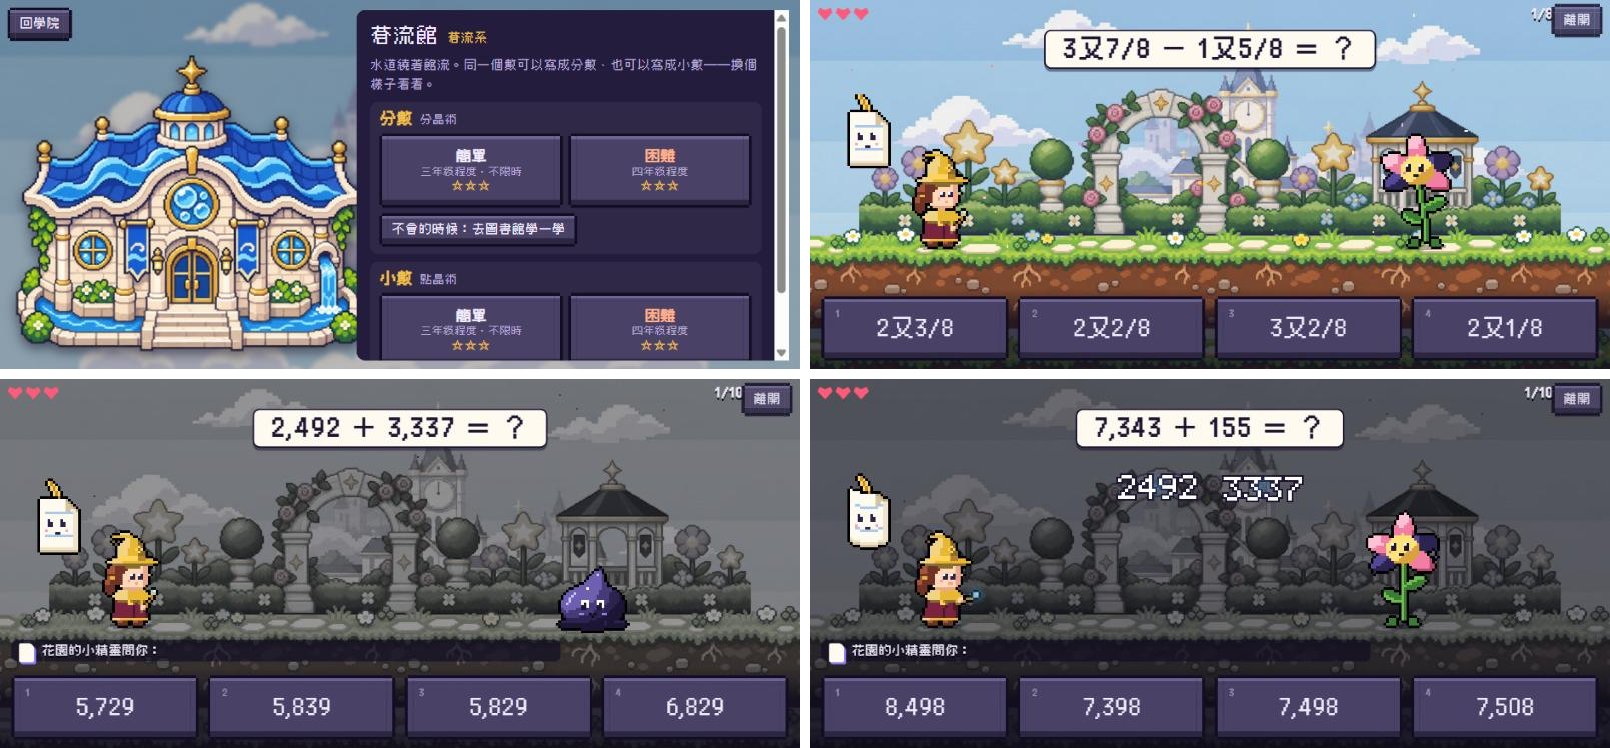 回學院
碧流館 碧流系
水道繞著館流。同一個數可以寫成分數，也可以寫成小數——換個
樣子看看。
分數 分晶術
簡單
三年級程度・不限時
☆☆☆
困難
四年級程度
☆☆☆
不會的時候：去圖書館學一學
小數 點晶術
簡單
三年級程度・不限時
☆☆☆
困難
四年級程度
☆☆☆
1/8
離開
3又7/8 − 1又5/8 = ？
1 2又3/8
2 2又2/8
3 3又2/8
4 2又1/8
1/10
離開
2,492 + 3,337 = ？
花園的小精靈問你：
1 5,729
2 5,839
3 5,829
4 6,829
1/10
離開
7,343 + 155 = ？
2492 3337
花園的小精靈問你：
1 8,498
2 7,398
3 7,498
4 7,508